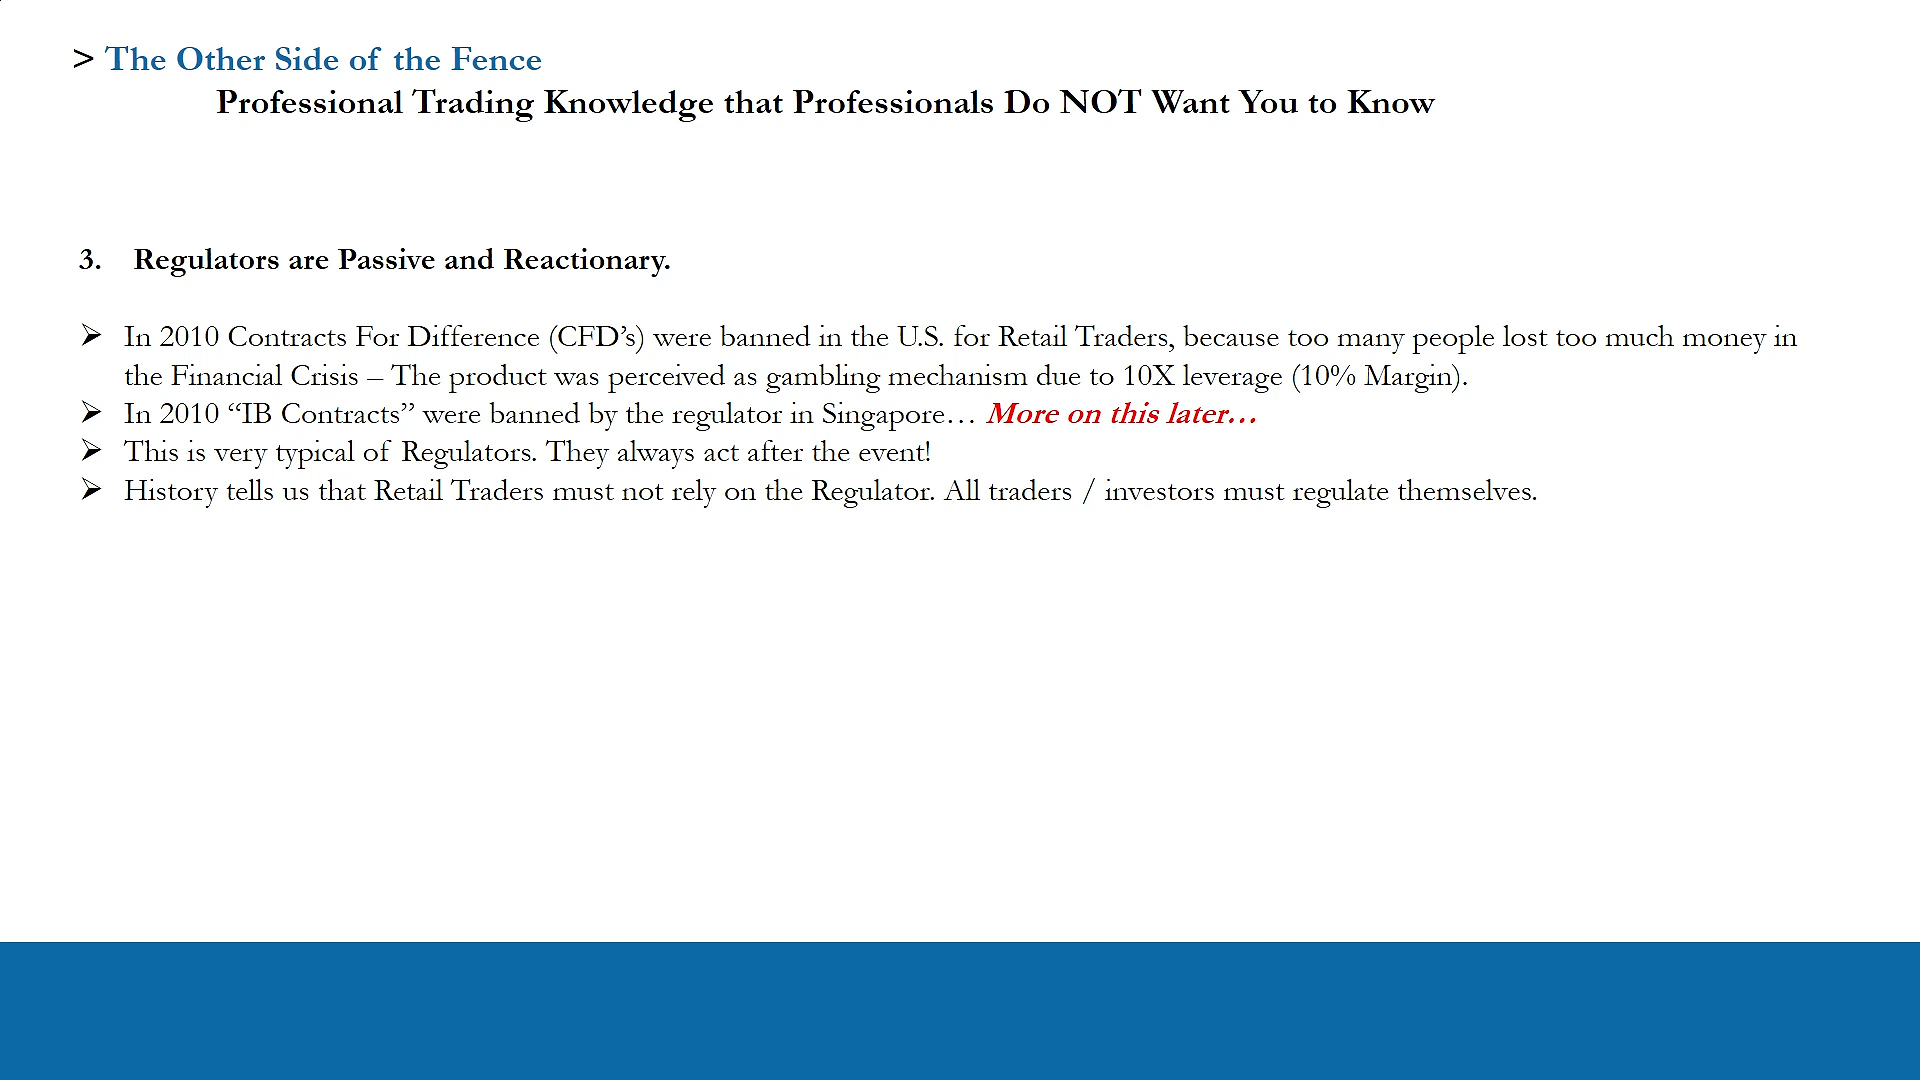 > The Other Side of the Fence
Professional Trading Knowledge that Professionals Do NOT Want You to Know
3. Regulators are Passive and Reactionary.
➢ In 2010 Contracts For Difference (CFD’s) were banned in the U.S. for Retail Traders, because too many people lost too much money in
the Financial Crisis – The product was perceived as gambling mechanism due to 10X leverage (10% Margin).
➢ In 2010 “IB Contracts” were banned by the regulator in Singapore… More on this later…
➢ This is very typical of Regulators. They always act after the event!
➢ History tells us that Retail Traders must not rely on the Regulator. All traders / investors must regulate themselves.